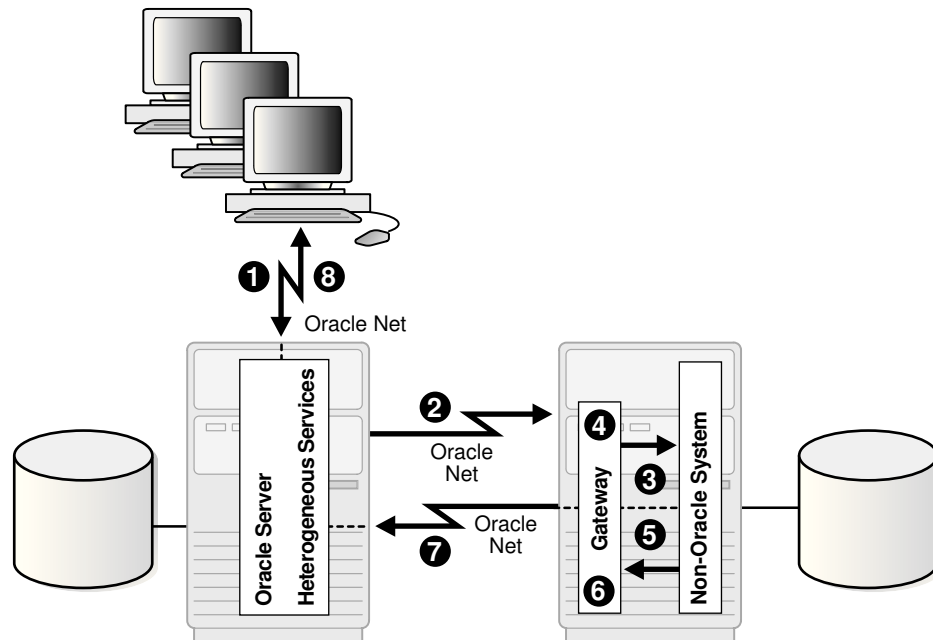 1
8
Oracle Net
Oracle Server
Heterogeneous Services
2
Oracle
Net
7
Oracle
Net
Gateway
4
3
5
6
Non-Oracle System